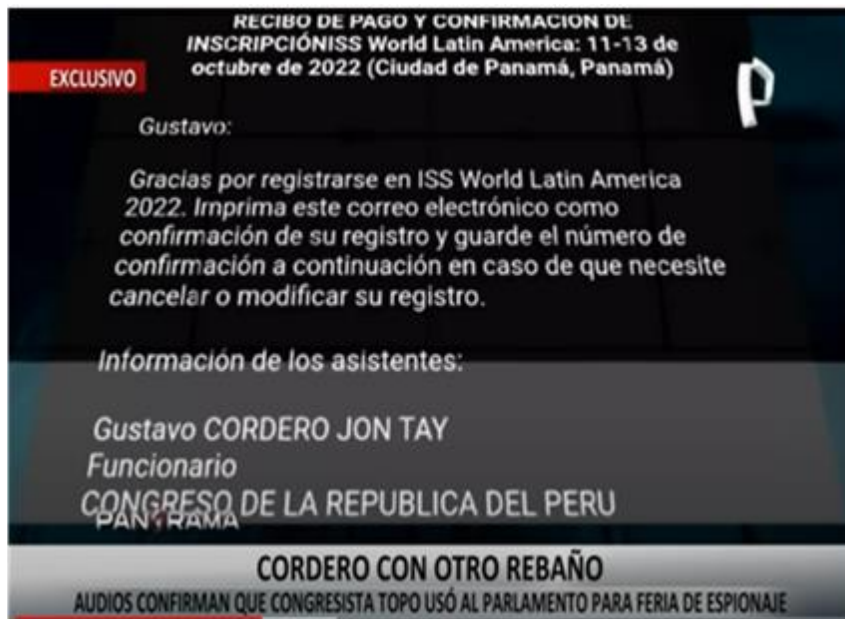 RECIBO DE PAGO Y CONFIRMACION DE
INSCRIPCIÓNISS World Latin America: 11-13 de
octubre de 2022 (Ciudad de Panamá, Panamá)
EXCLUSIVO
Gustavo:
Gracias por registrarse en ISS World Latin America
2022. Imprima este correo electrónico como
confirmación de su registro y guarde el número de
confirmación a continuación en caso de que necesite
cancelar o modificar su registro.
Información de los asistentes:
Gustavo CORDERO JON TAY
Funcionario
CONGRESO DE LA REPUBLICA DEL PERU
PANORAMA
CORDERO CON OTRO REBAÑO
AUDIOS CONFIRMAN QUE CONGRESISTA TOPO USÓ AL PARLAMENTO PARA FERIA DE ESPIONAJE